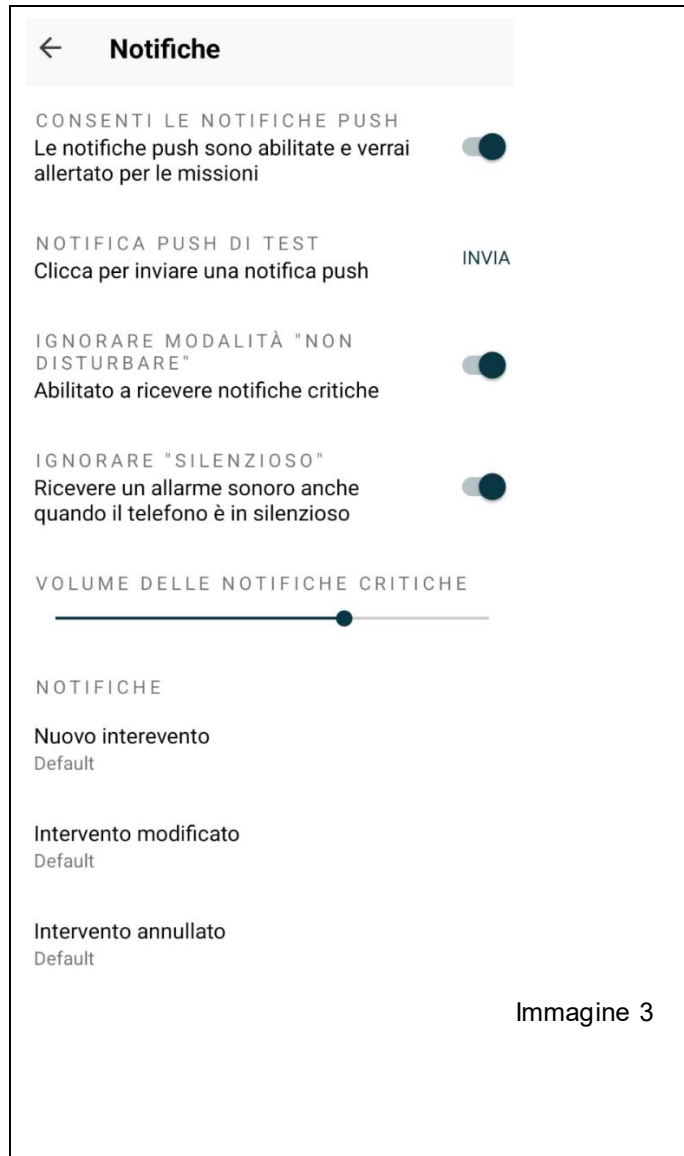 Notifiche
CONSENTI LE NOTIFICHE PUSH
Le notifiche push sono abilitate e verrai
allertato per le missioni
NOTIFICA PUSH DI TEST
Clicca per inviare una notifica push
INVIA
IGNORARE MODALITÀ "NON
DISTURBARE"
Abilitato a ricevere notifiche critiche
IGNORARE "SILENZIOSO"
Ricevere un allarme sonoro anche
quando il telefono è in silenzioso
VOLUME DELLE NOTIFICHE CRITICHE
NOTIFICHE
Nuovo interevento
Default
Intervento modificato
Default
Intervento annullato
Default
Immagine 3